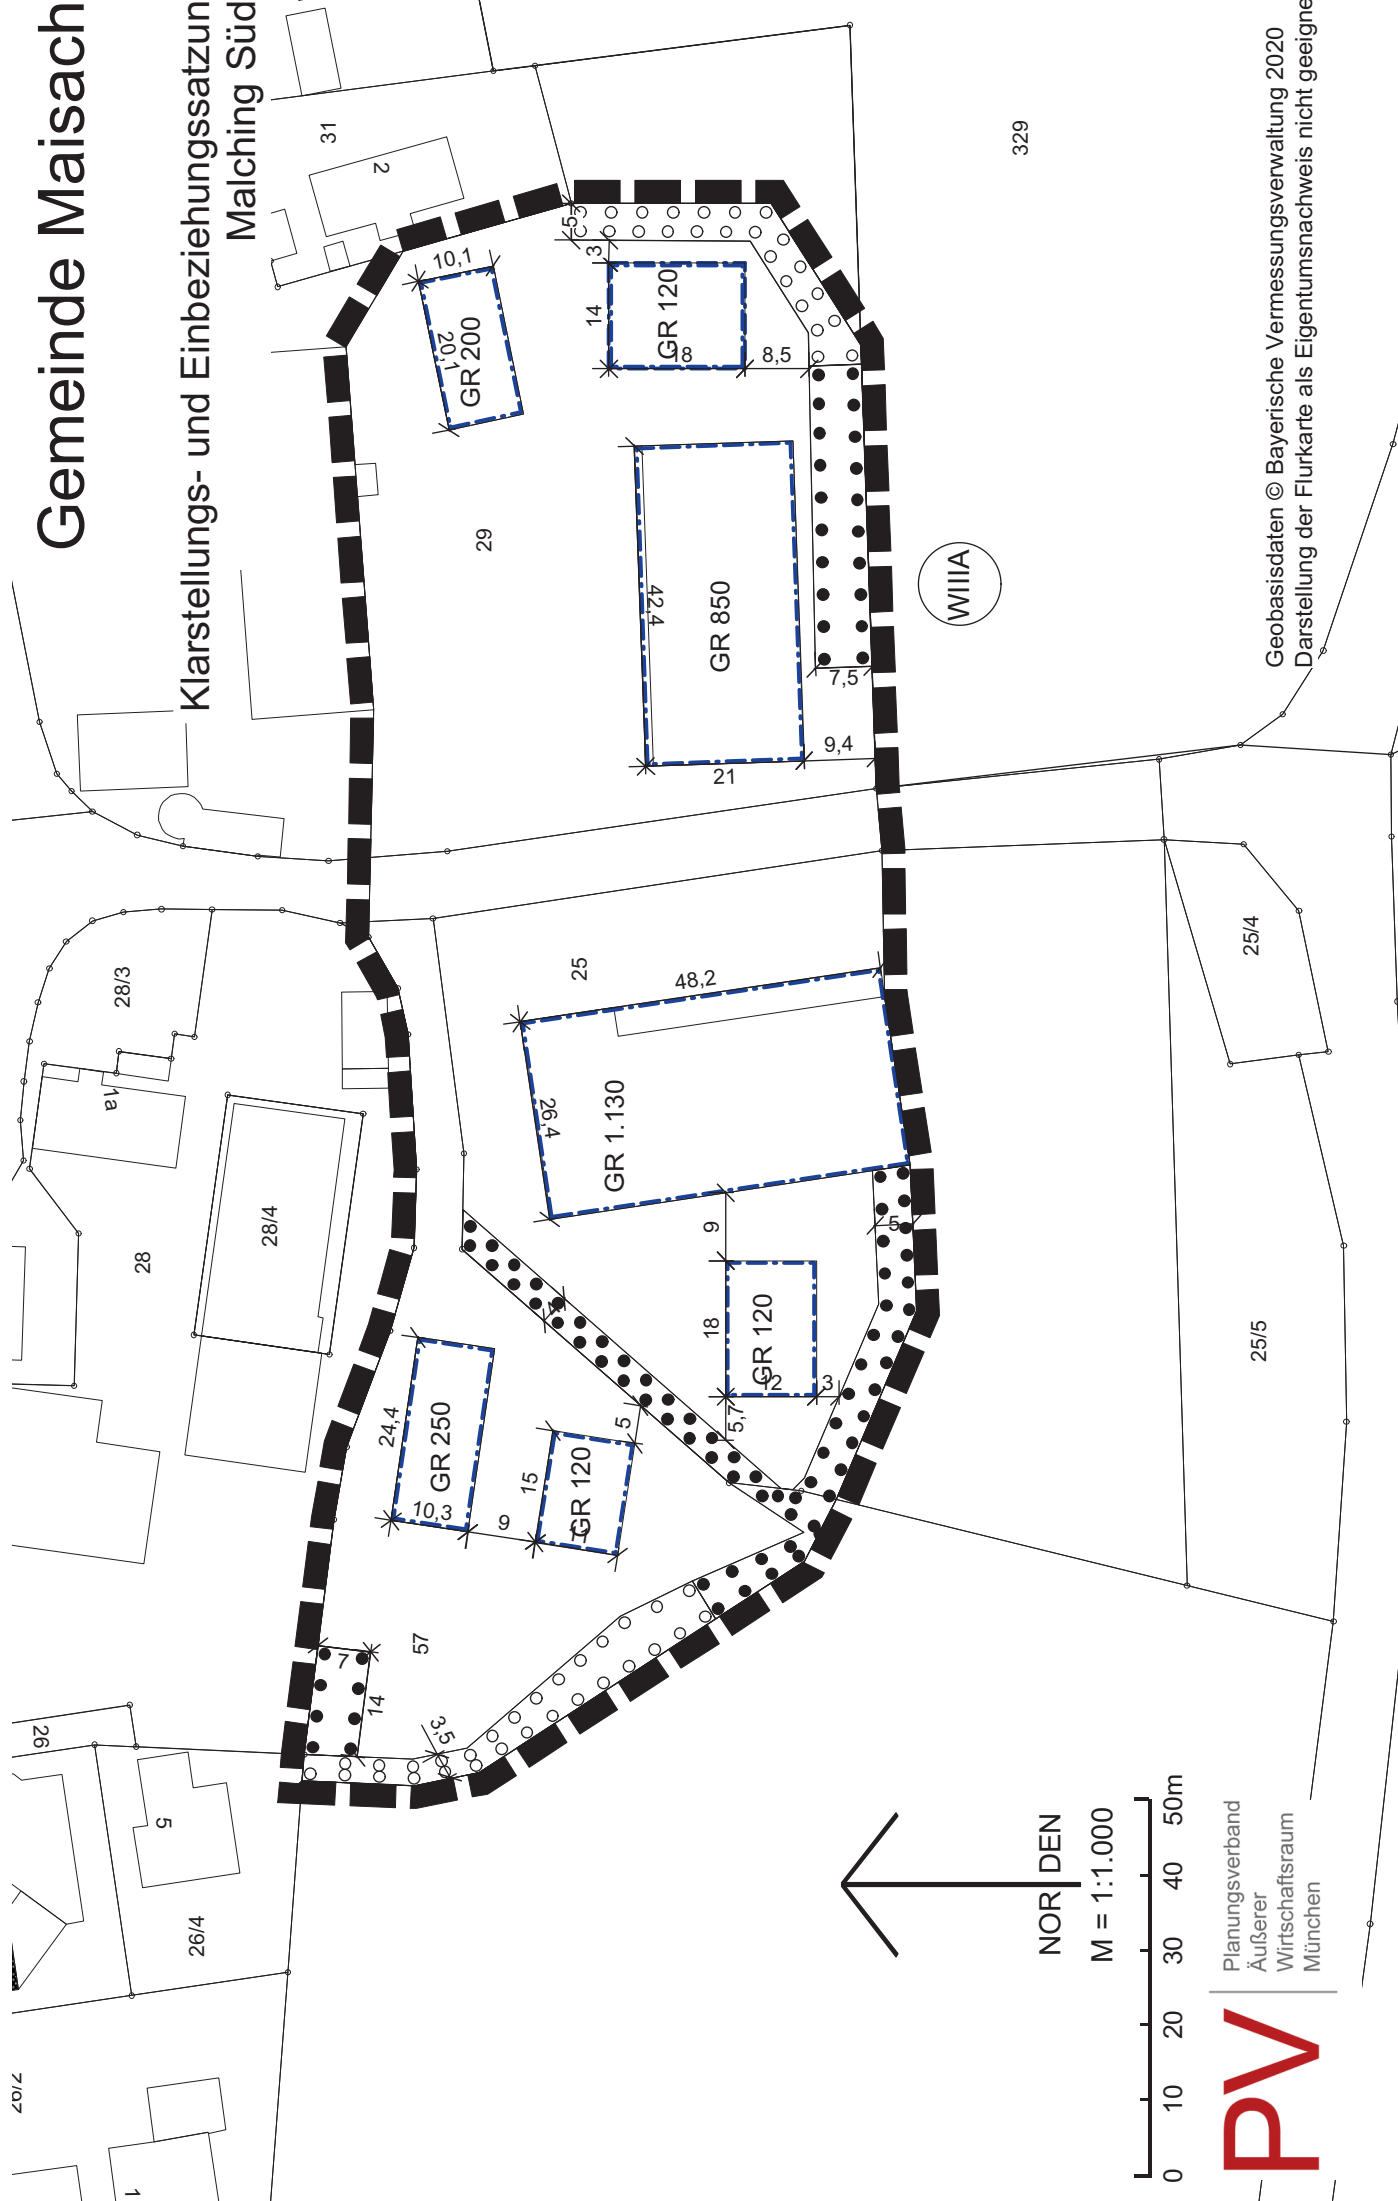 Gemeinde Maisach
Klarstellungs- und Einbeziehungssatzun
Malching Süd
31
2
329
10,1
20,1
GR 200
5
3
14
GR 120
18
8,5
29
42,4
GR 850
21
7,5
9,4
WIIIA
Geobasisdaten © Bayerische Vermessungsverwaltung 2020
Darstellung der Flurkarte als Eigentumsnachweis nicht geeigne
28/3
1a
28
28/4
25
48,2
26,4
GR 1.130
25/4
25/5
9
18
GR 120
12
3
5,7
5
4
24,4
GR 250
10,3
9
15
GR 120
11
5
57
7
14
3,5
26
5
26/4
1
NORDEN
M = 1:1.000
0 10 20 30 40 50m
PV
Planungsverband
Äußerer
Wirtschaftsraum
München